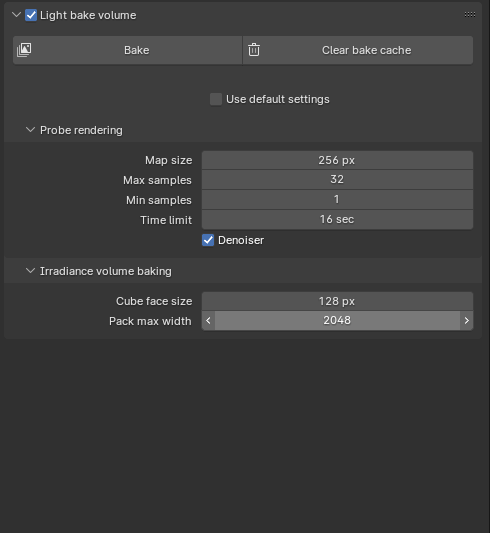 Light bake volume
Bake Clear bake cache
Use default settings
Probe rendering
Map size 256 px
Max samples 32
Min samples 1
Time limit 16 sec
Denoiser
Irradiance volume baking
Cube face size 128 px
Pack max width 2048